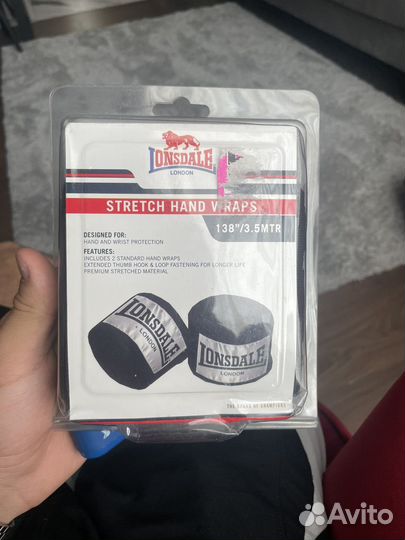 LONSDALE
LONDON
STRETCH HAND WRAPS
138"/3.5MTR
DESIGNED FOR:
HAND AND WRIST PROTECTION
FEATURES:
INCLUDES 2 STANDARD HAND WRAPS
EXTENDED THUMB HOOK & LOOP FASTENING FOR LONGER LIFE
PREMIUM STRETCHED MATERIAL
LONSDALE
LONDON
LONSDALE
LONDON
THE CHOICE OF CHAMPIONS
Avito